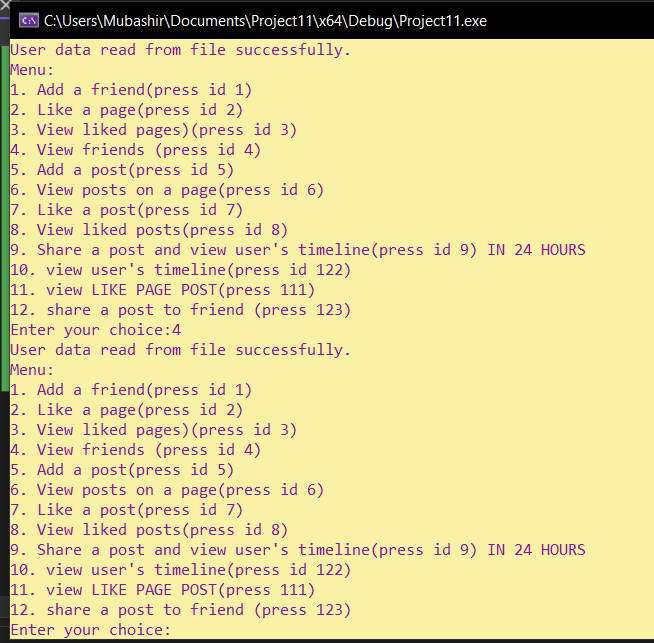 C:\Users\Mubashir\Documents\Project11\x64\Debug\Project11.exe
User data read from file successfully.
Menu:
1. Add a friend(press id 1)
2. Like a page(press id 2)
3. View liked pages)(press id 3)
4. View friends (press id 4)
5. Add a post(press id 5)
6. View posts on a page(press id 6)
7. Like a post(press id 7)
8. View liked posts(press id 8)
9. Share a post and view user's timeline(press id 9) IN 24 HOURS
10. view user's timeline(press id 122)
11. view LIKE PAGE POST(press 111)
12. share a post to friend (press 123)
Enter your choice:4
User data read from file successfully.
Menu:
1. Add a friend(press id 1)
2. Like a page(press id 2)
3. View liked pages)(press id 3)
4. View friends (press id 4)
5. Add a post(press id 5)
6. View posts on a page(press id 6)
7. Like a post(press id 7)
8. View liked posts(press id 8)
9. Share a post and view user's timeline(press id 9) IN 24 HOURS
10. view user's timeline(press id 122)
11. view LIKE PAGE POST(press 111)
12. share a post to friend (press 123)
Enter your choice: